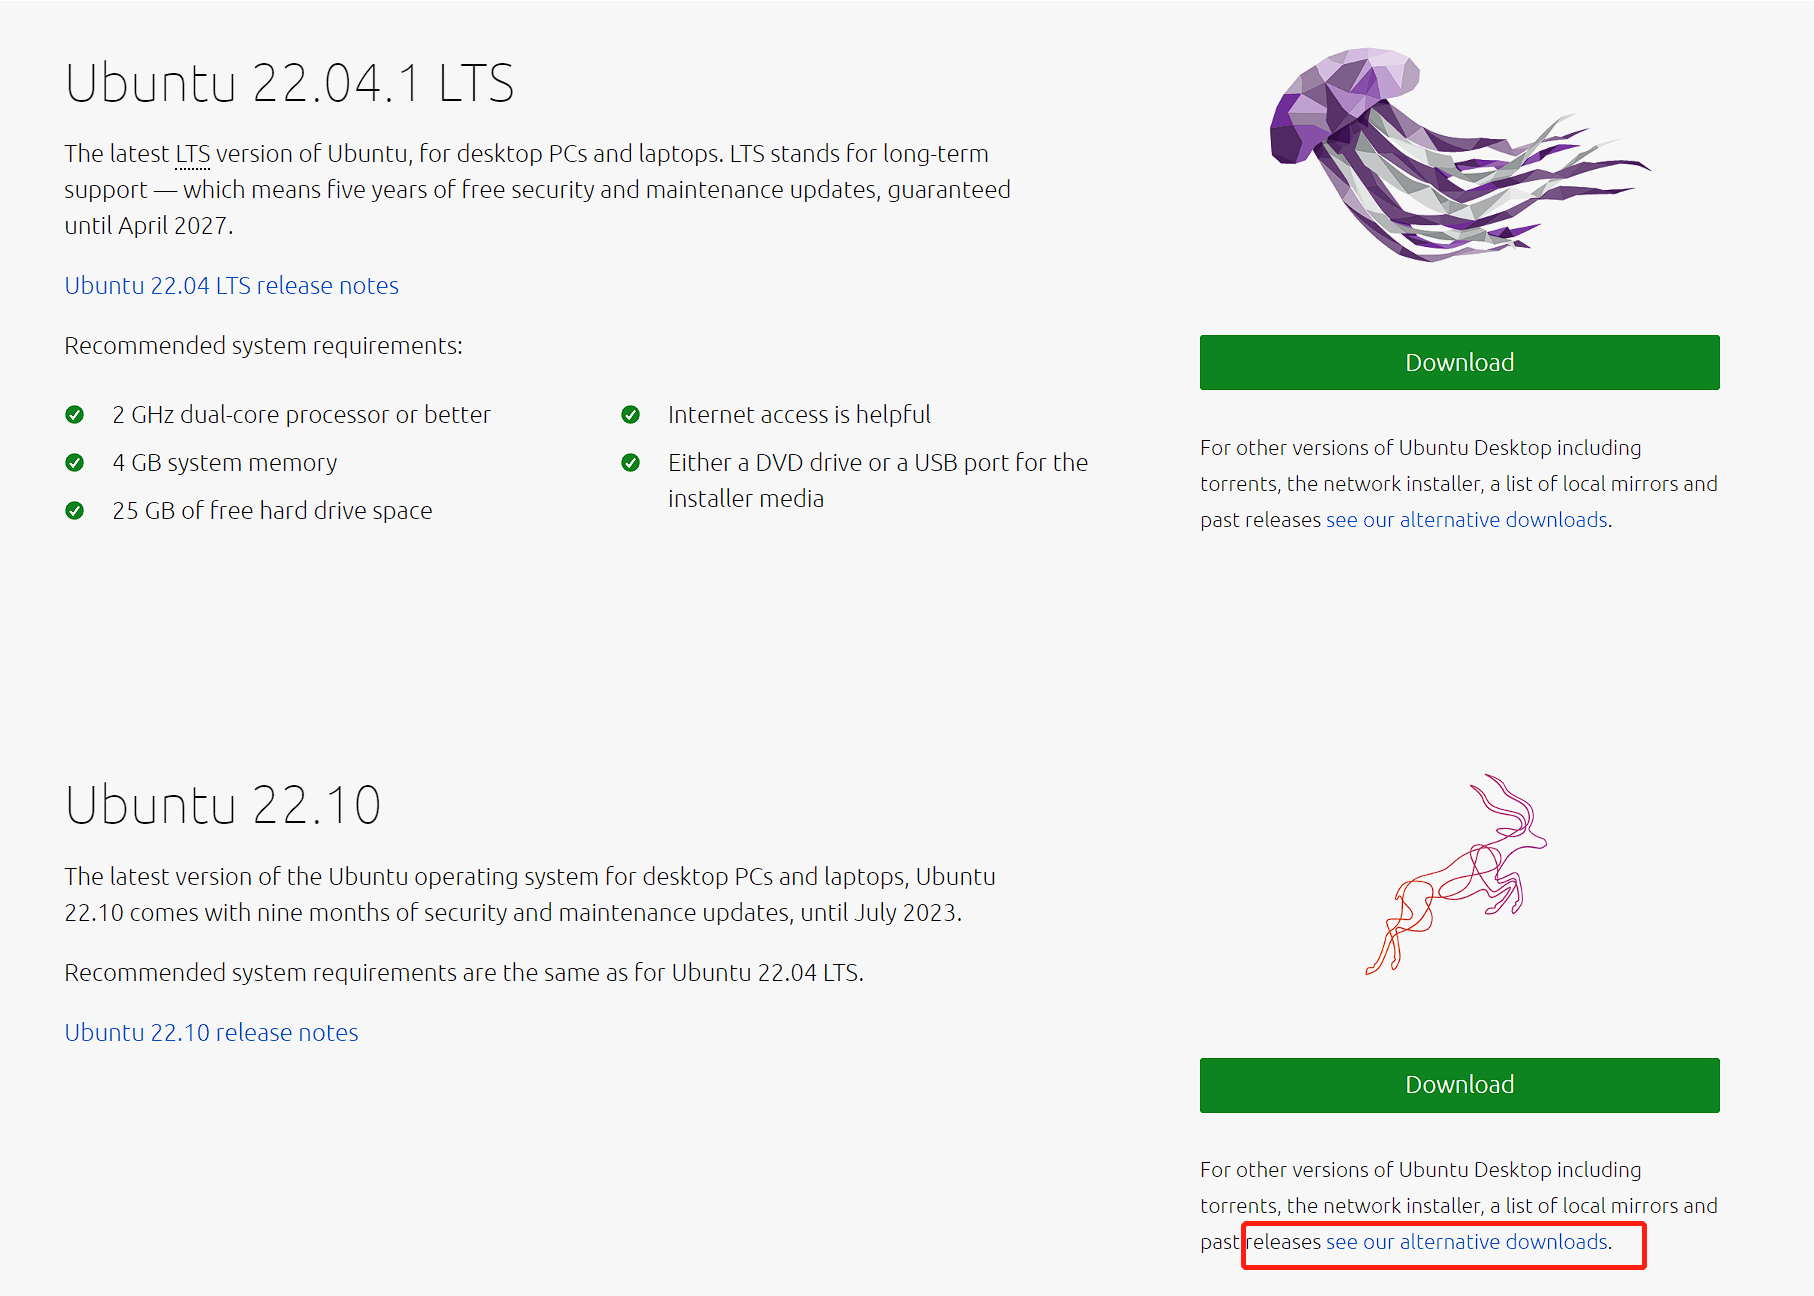 Ubuntu 22.04.1 LTS
The latest LTS version of Ubuntu, for desktop PCs and laptops. LTS stands for long-term
support — which means five years of free security and maintenance updates, guaranteed
until April 2027.
Ubuntu 22.04 LTS release notes
Recommended system requirements:
2 GHz dual-core processor or better
4 GB system memory
25 GB of free hard drive space
Internet access is helpful
Either a DVD drive or a USB port for the
installer media
Download
For other versions of Ubuntu Desktop including
torrents, the network installer, a list of local mirrors and
past releases see our alternative downloads.
Ubuntu 22.10
The latest version of the Ubuntu operating system for desktop PCs and laptops, Ubuntu
22.10 comes with nine months of security and maintenance updates, until July 2023.
Recommended system requirements are the same as for Ubuntu 22.04 LTS.
Ubuntu 22.10 release notes
Download
For other versions of Ubuntu Desktop including
torrents, the network installer, a list of local mirrors and
past releases see our alternative downloads.